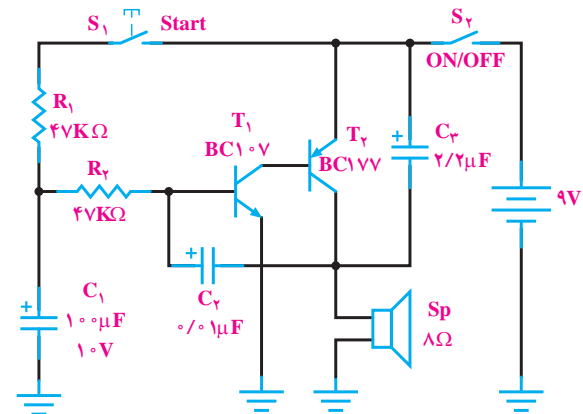 S۱ Start
S۲
ON/OFF
R۱
۴۷KΩ
T۱
BC۱۰۷
T۲
BC۱۷۷
+
C۳
۲/۲μF
R۲
۴۷KΩ
۹V
+
C۱
۱۰۰μF
۱۰V
+
C۲
۰/۰۱μF
Sp
۸Ω